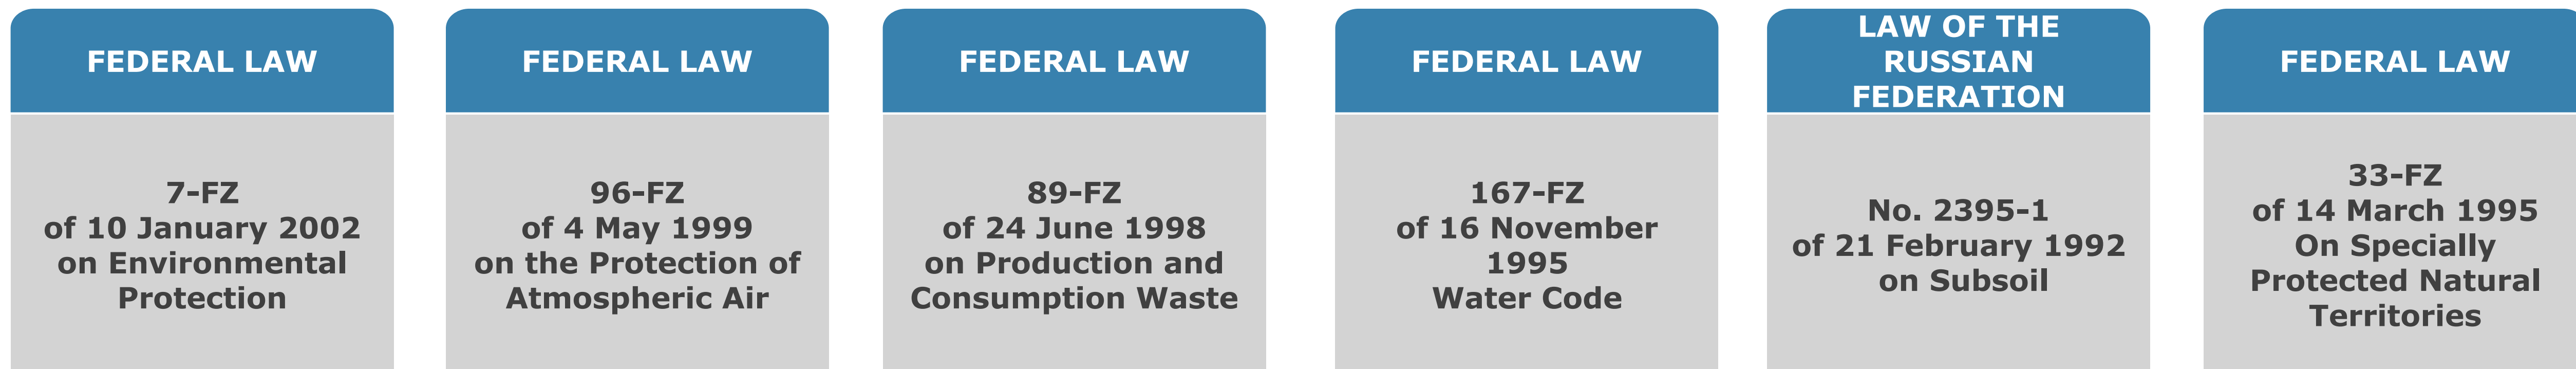 FEDERAL LAW
7-FZ
of 10 January 2002
on Environmental
Protection
FEDERAL LAW
96-FZ
of 4 May 1999
on the Protection of
Atmospheric Air
FEDERAL LAW
89-FZ
of 24 June 1998
on Production and
Consumption Waste
FEDERAL LAW
167-FZ
of 16 November
1995
Water Code
LAW OF THE
RUSSIAN
FEDERATION
No. 2395-1
of 21 February 1992
on Subsoil
FEDERAL LAW
33-FZ
of 14 March 1995
On Specially
Protected Natural
Territories